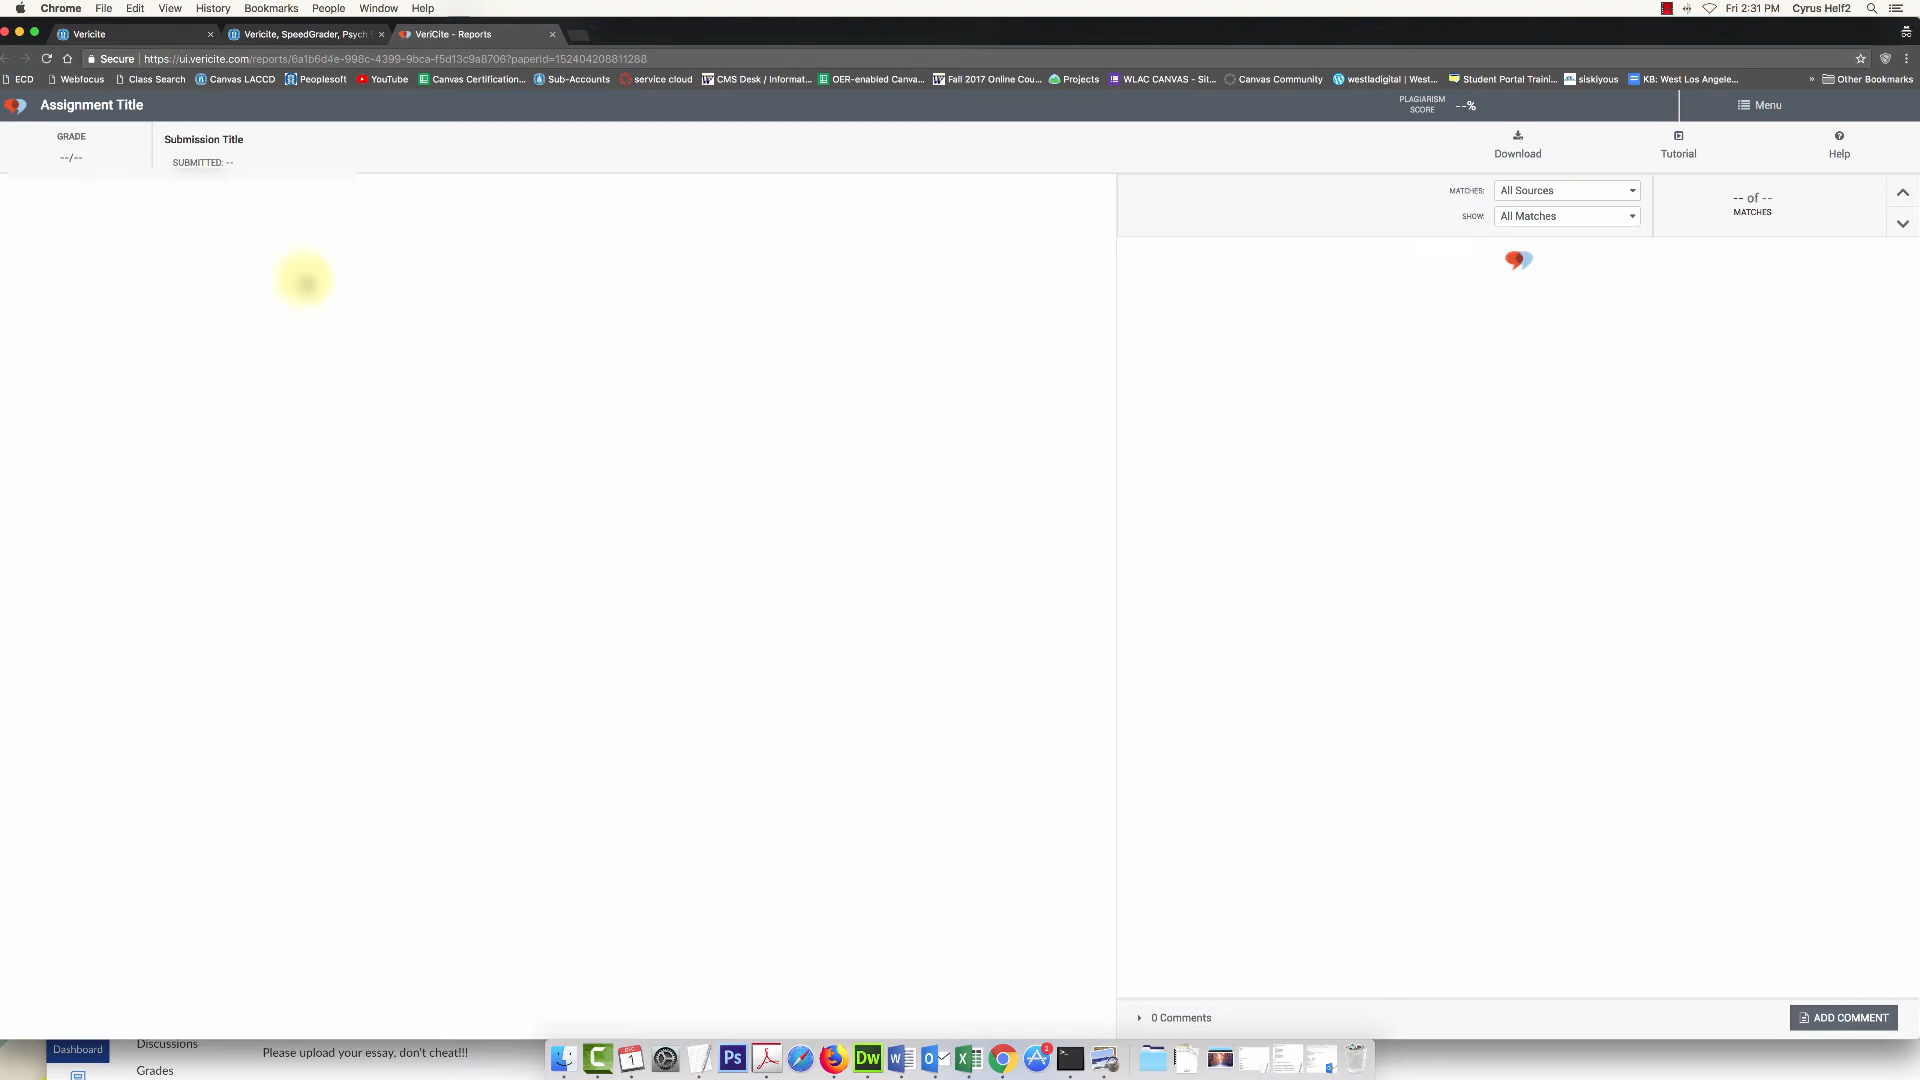 Chrome File Edit View History Bookmarks People Window Help Fri 2:31 PM Cyrus Helf2
Vericite Vericite, SpeedGrader, Psych VeriCite - Reports
Secure https://ui.vericite.com/reports/6a1b6d4e-998c-4399-9bca-f5d13c9a8706?paperId=152404208811288
ECD Webfocus Class Search Canvas LACCD Peoplesoft YouTube Canvas Certification... Sub-Accounts service cloud CMS Desk / Informat... OER-enabled Canva... Fall 2017 Online Cou... Projects WLAC CANVAS - Sit... Canvas Community westladigital | West... Student Portal Traini... siskiyous KB: West Los Angele... » Other Bookmarks
Assignment Title PLAGIARISM SCORE --% Menu
GRADE
--/--
Submission Title
SUBMITTED: --
Download Tutorial Help
MATCHES: All Sources
SHOW: All Matches
-- of --
MATCHES
0 Comments ADD COMMENT
Dashboard
Discussions
Grades
Please upload your essay, don't cheat!!!
1 Ps Dw 2